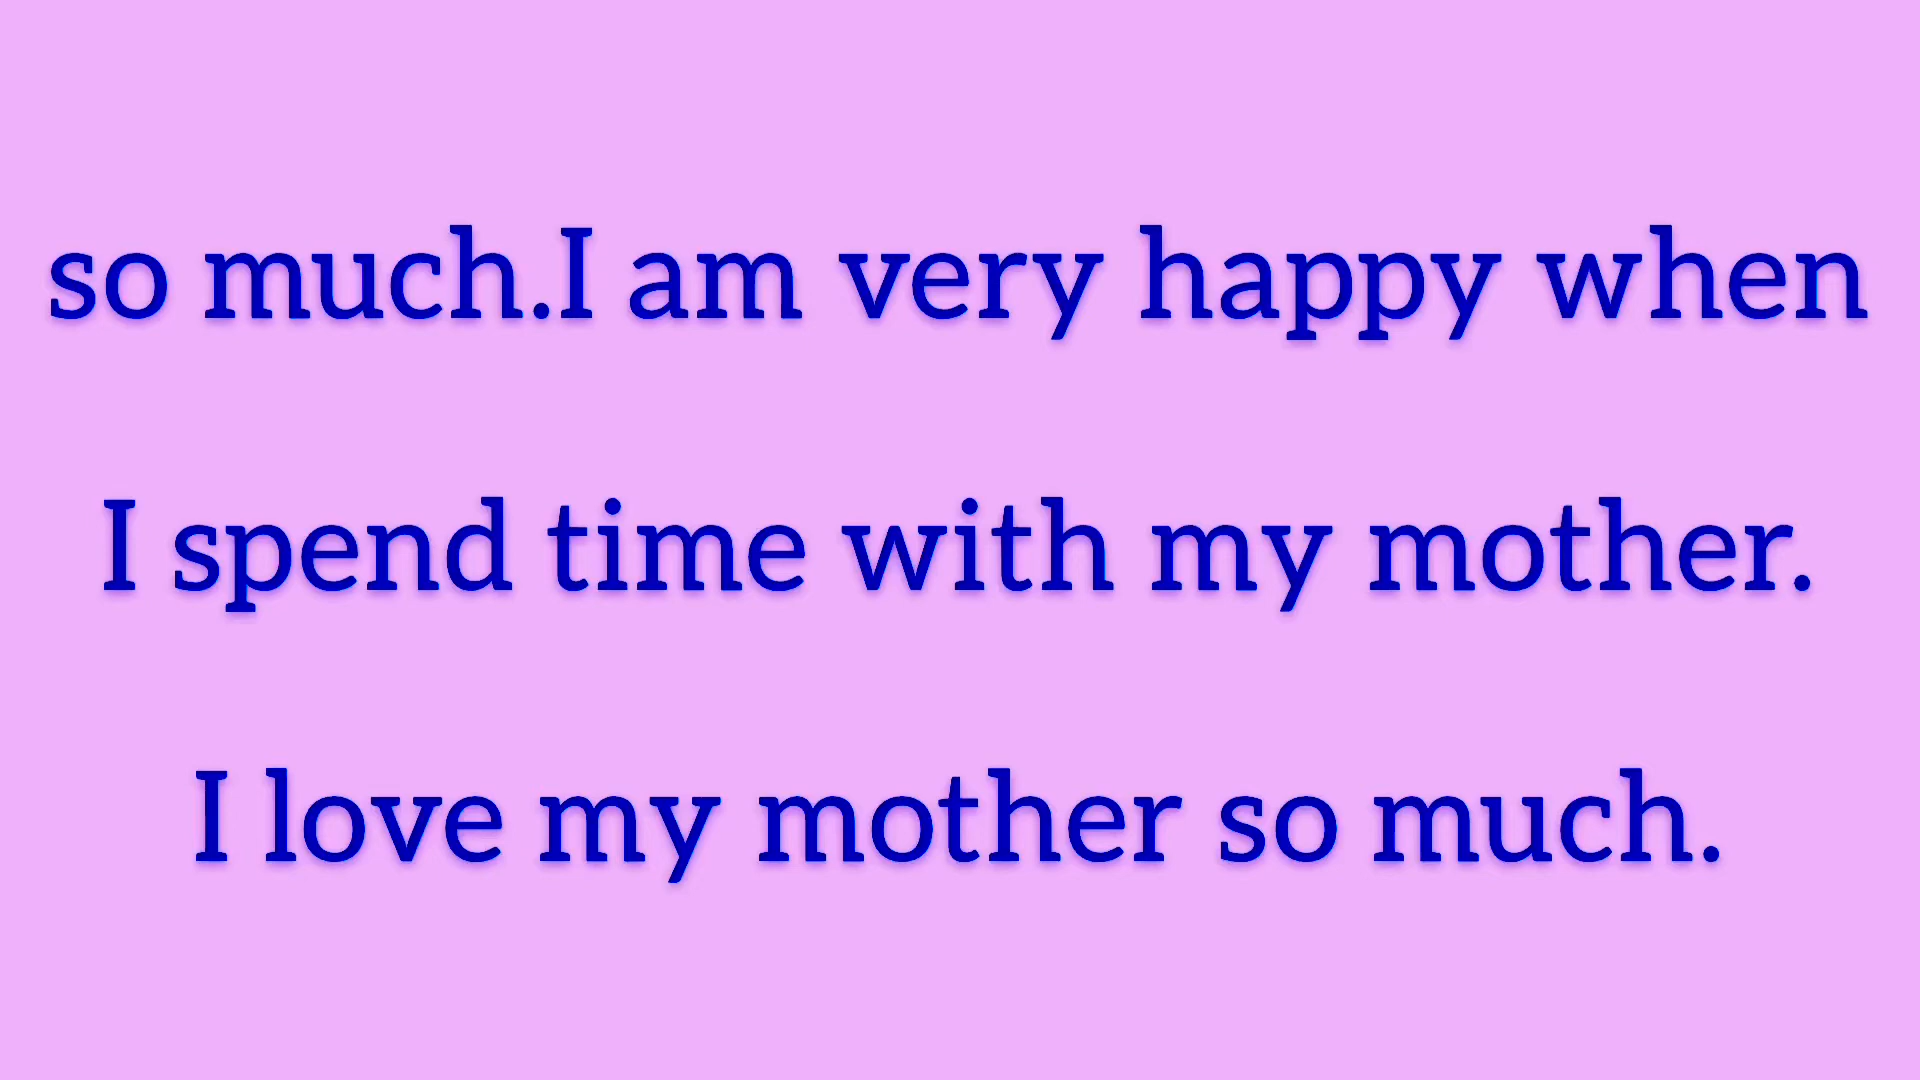 so much.I am very happy when
I spend time with my mother.
I love my mother so much.